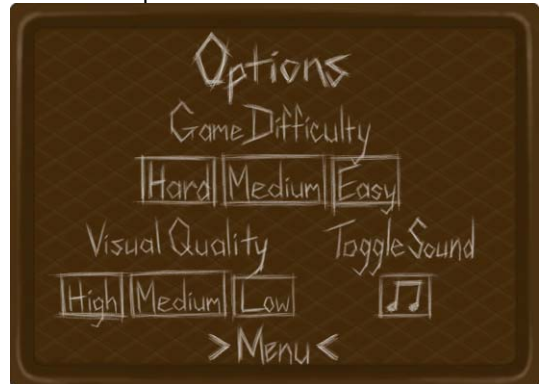 Options
Game Difficulty
Hard Medium Easy
Visual Quality Toggle Sound
High Medium Low
>Menu<